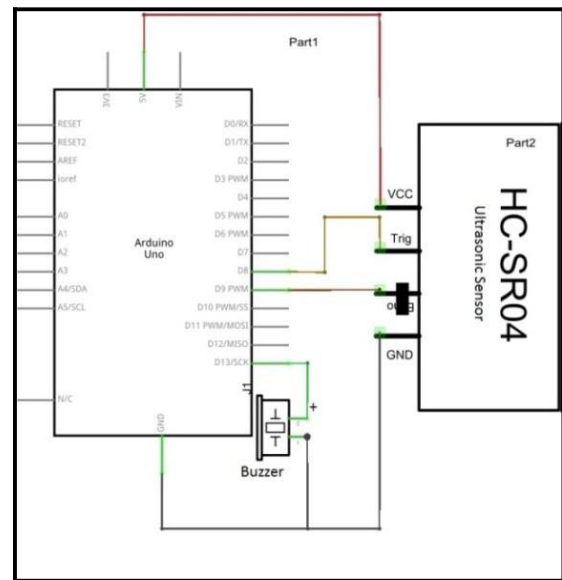 Part1
3V3
5V
VIN
RESET
RESET2
AREF
ioref
A0
A1
A2
A3
A4/SDA
A5/SCL
N/C
Arduino
Uno
D0/RX
D1/TX
D2
D3 PWM
D4
D5 PWM
D6 PWM
D7
D8
D9 PWM
D10 PWM/SS
D11 PWM/MOSI
D12/MISO
D13/SCK
GND
J1
+
Buzzer
Part2
VCC
Trig
GND
HC-SR04
Ultrasonic Sensor